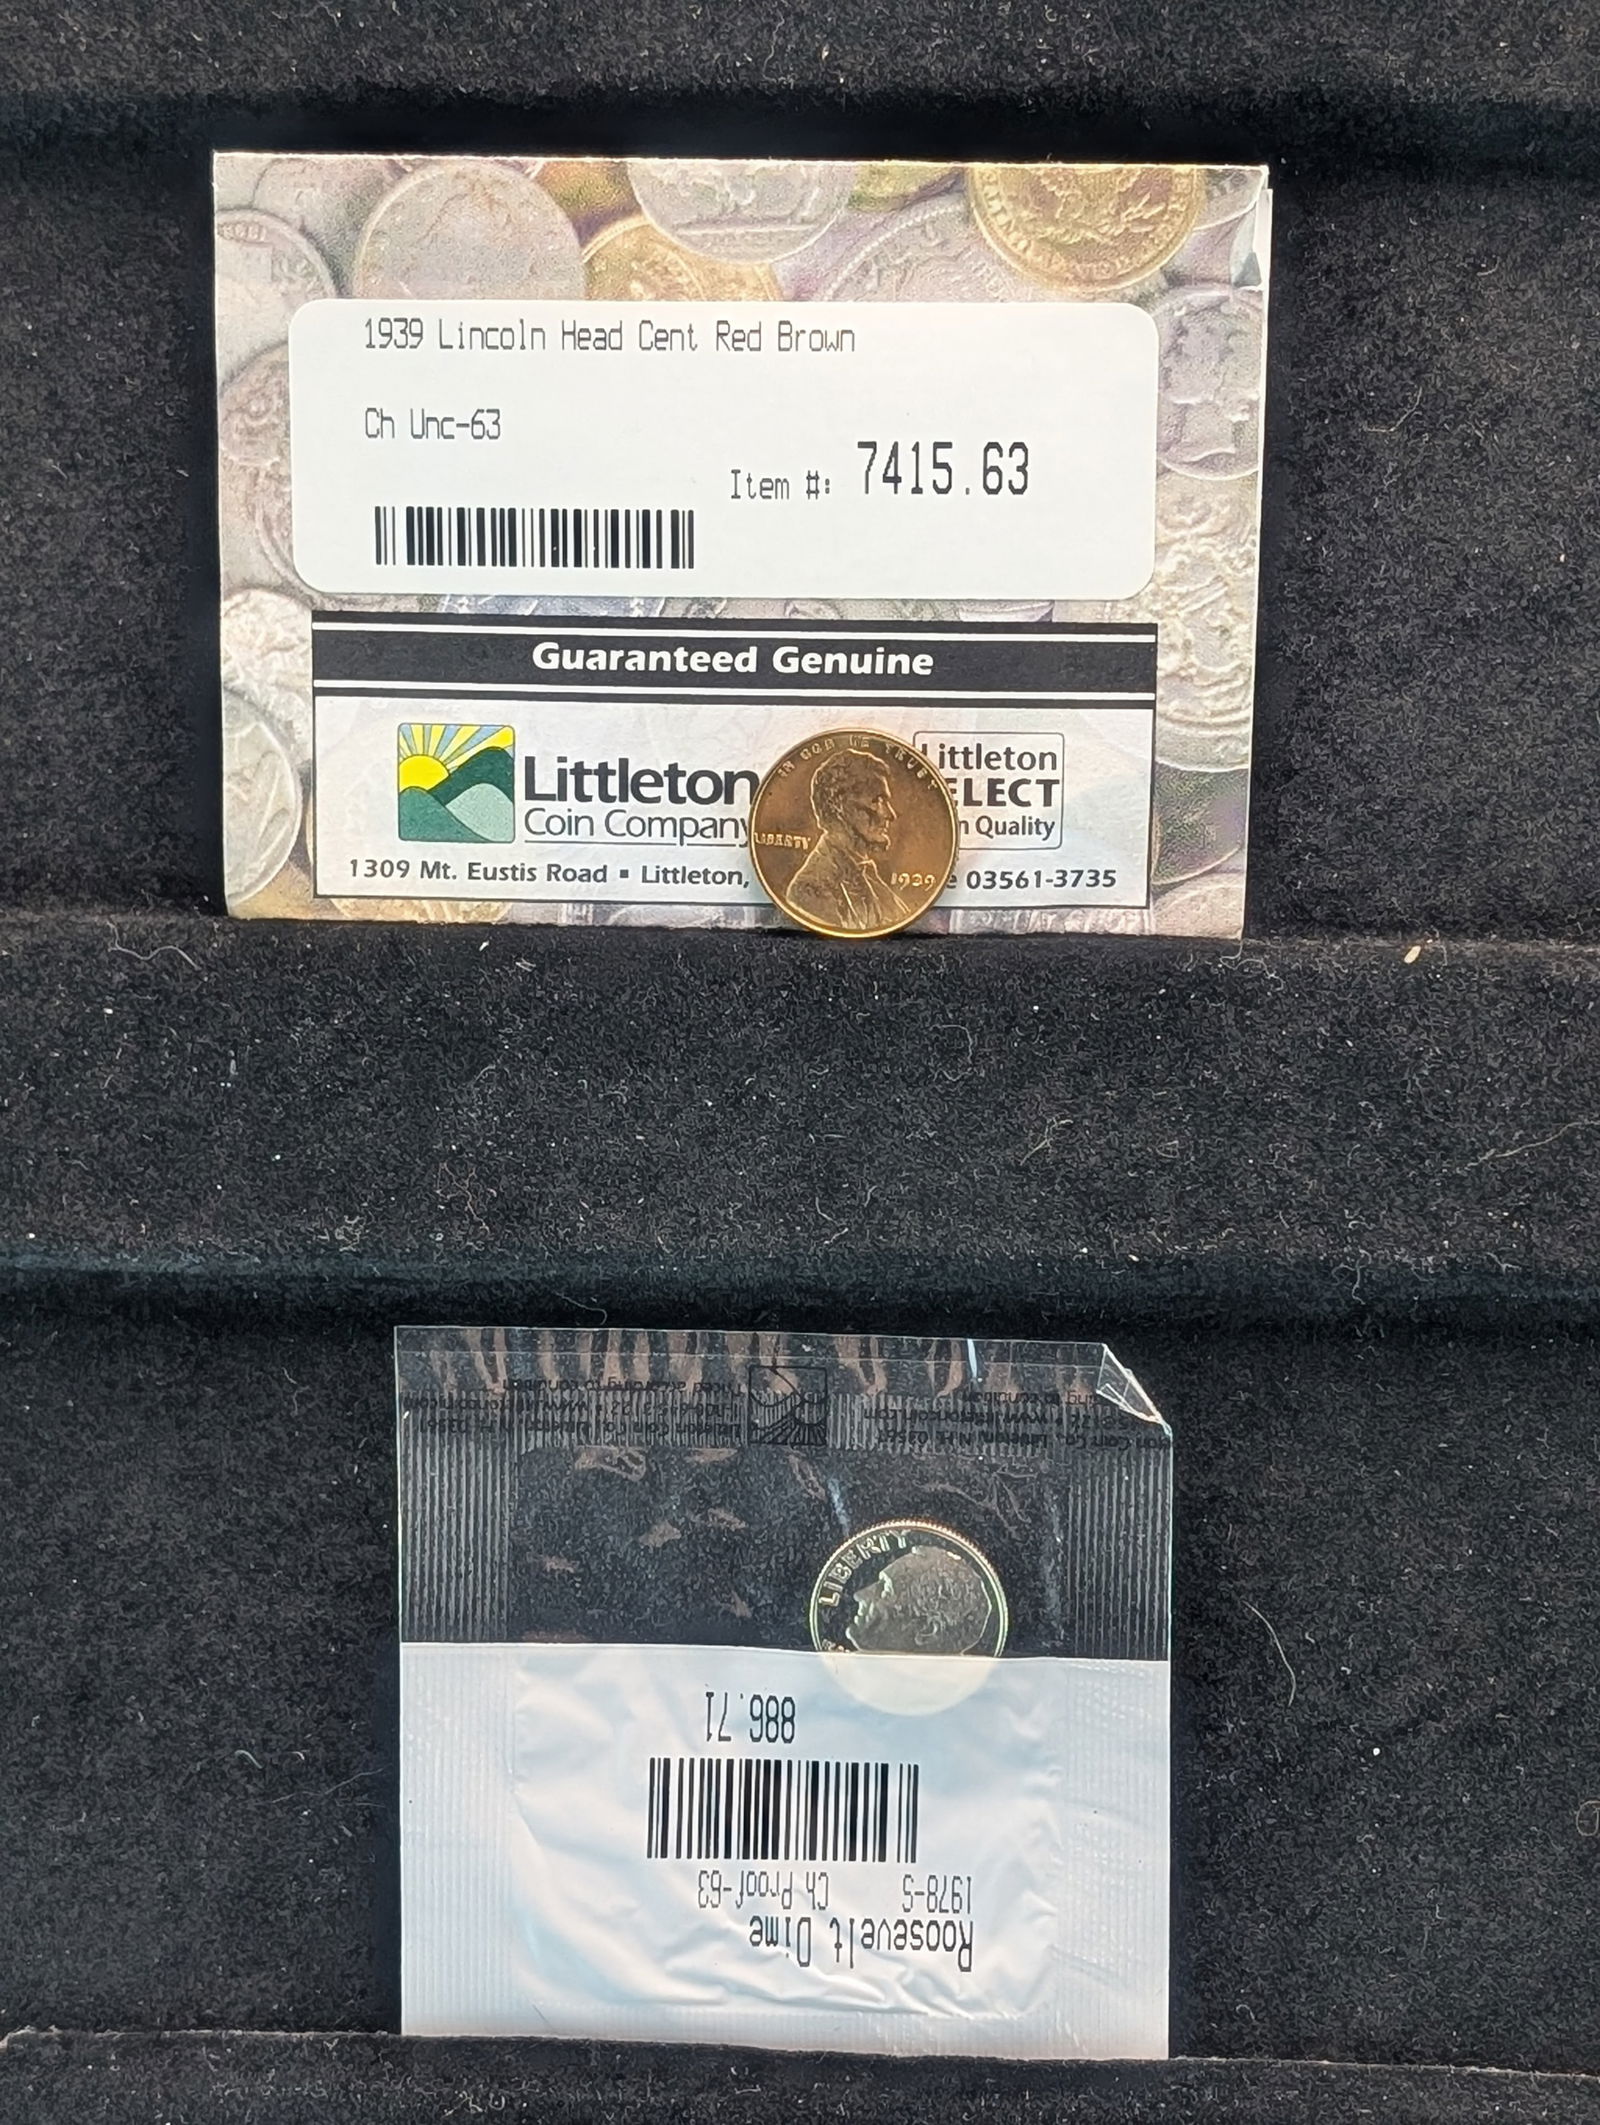 1939 Lincoln Head Cent Red Brown
Ch Unc-63
Item #: 7415.63
Guaranteed Genuine
Littleton
Coin Company
1309 Mt. Eustis Road ▪ Littleton,
03561-3735
ittleton
ELECT
Quality
IN GOD WE TRUST
LIBERTY
1939
LIBERTY
Roosevelt Dime
1978-S Ch Proof-63
886.71